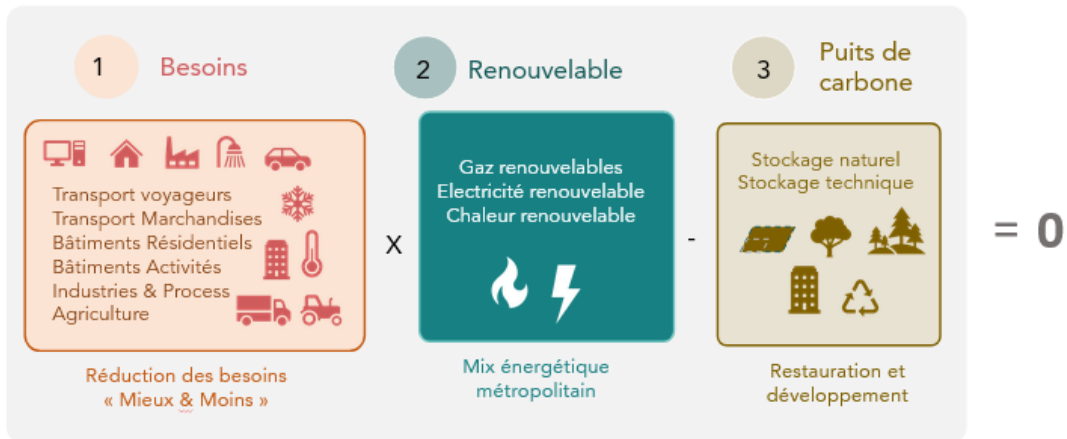 1
Besoins
Transport voyageurs
Transport Marchandises
Bâtiments Résidentiels
Bâtiments Activités
Industries & Process
Agriculture
Réduction des besoins
« Mieux & Moins »
X
2
Renouvelable
Gaz renouvelables
Electricité renouvelable
Chaleur renouvelable
Mix énergétique
métropolitain
-
3
Puits de
carbone
Stockage naturel
Stockage technique
Restauration et
développement
= 0